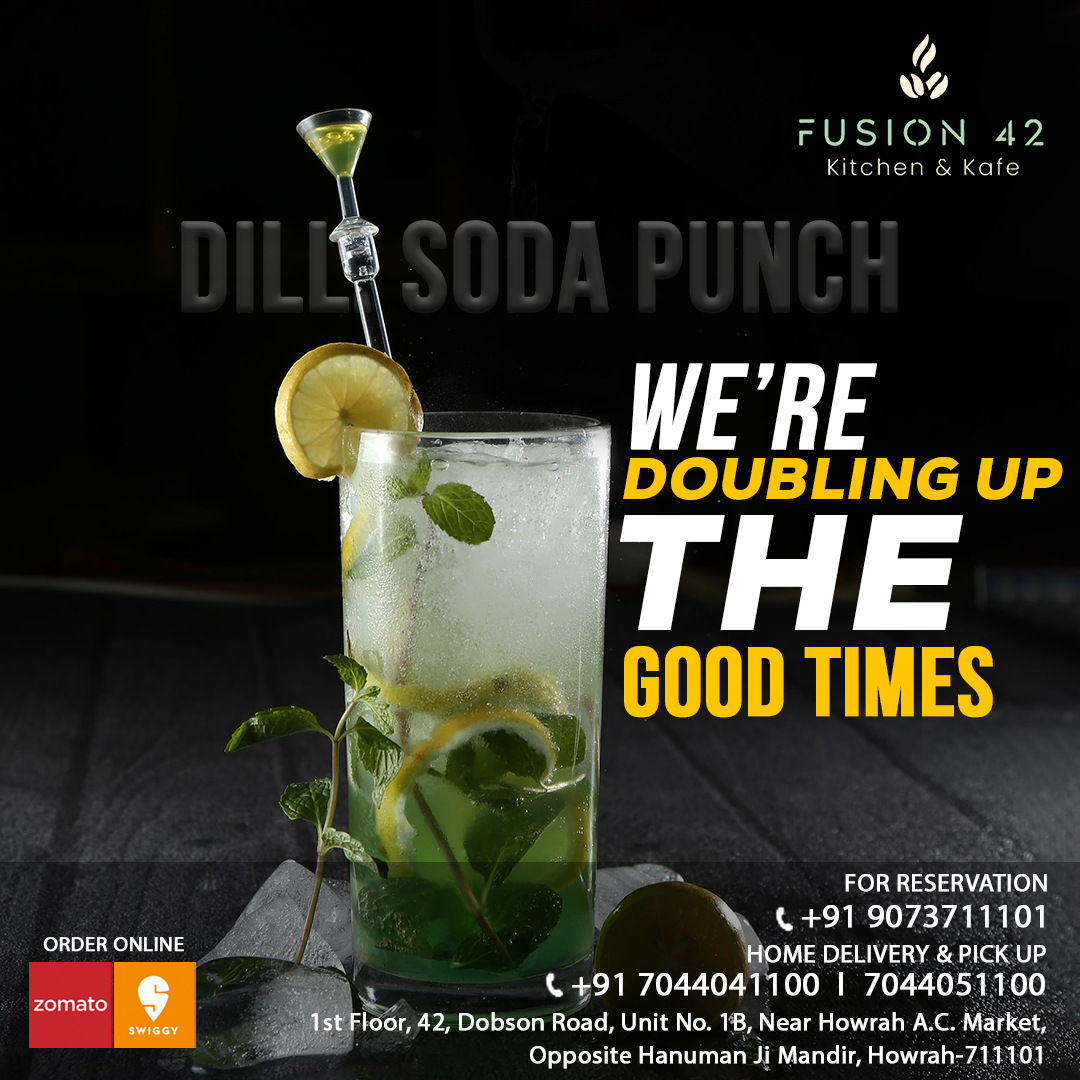 FUSION 42
Kitchen & Kafe
DILLI SODA PUNCH
WE'RE
DOUBLING UP
THE
GOOD TIMES
FOR RESERVATION
+91 9073711101
HOME DELIVERY & PICK UP
+91 7044041100 | 7044051100
1st Floor, 42, Dobson Road, Unit No. 1B, Near Howrah A.C. Market,
Opposite Hanuman Ji Mandir, Howrah-711101
ORDER ONLINE
zomato
SWIGGY